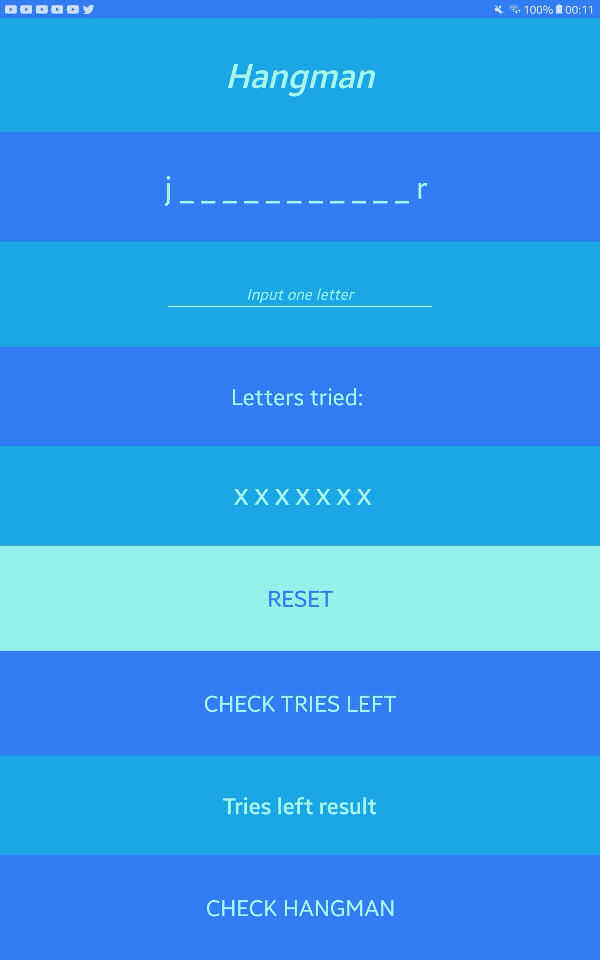 100% 00:11
Hangman
j _ _ _ _ _ _ _ _ _ _ _ r
Input one letter
Letters tried:
X X X X X X X
RESET
CHECK TRIES LEFT
Tries left result
CHECK HANGMAN